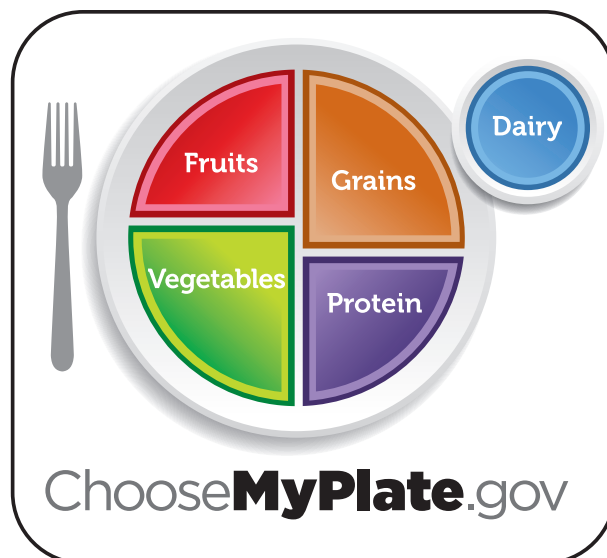 Fruits
Grains
Dairy
Vegetables
Protein
ChooseMyPlate.gov